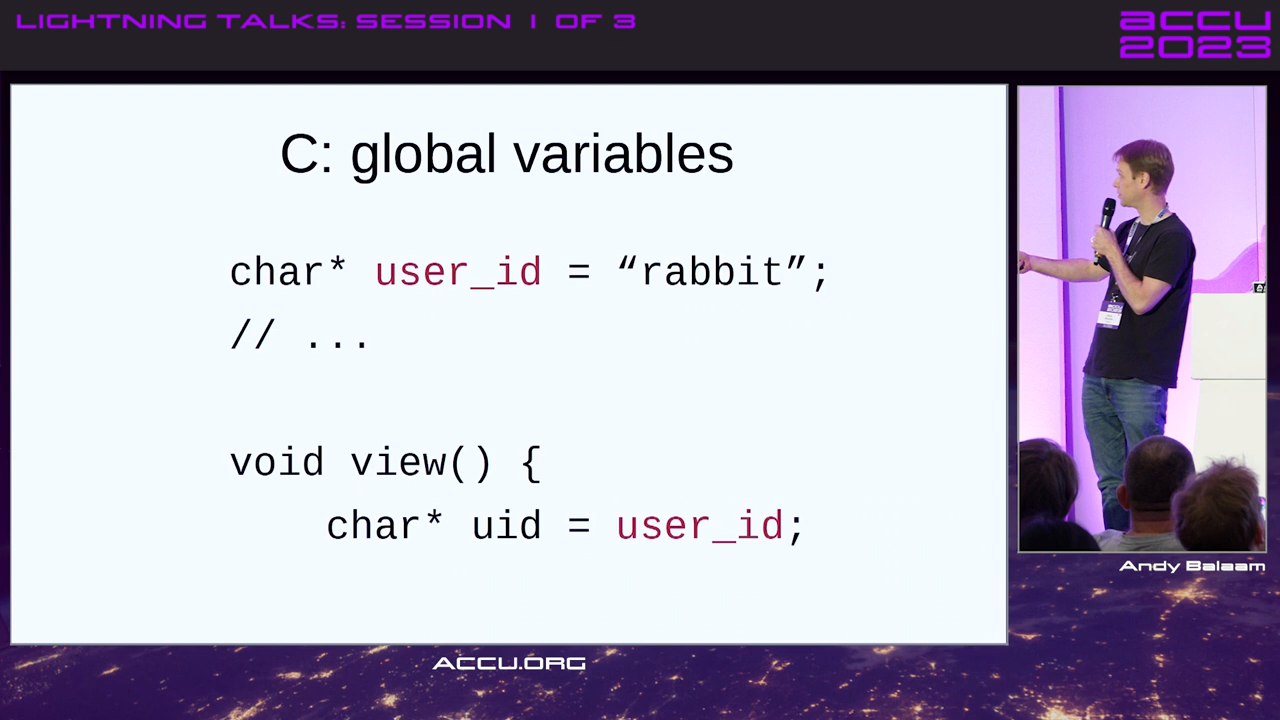 LIGHTNING TALKS: SESSION 1 OF 3
accu
2023
C: global variables
char* user_id = “rabbit”;
// ...
void view() {
char* uid = user_id;
Andy Balaam
ACCU.ORG